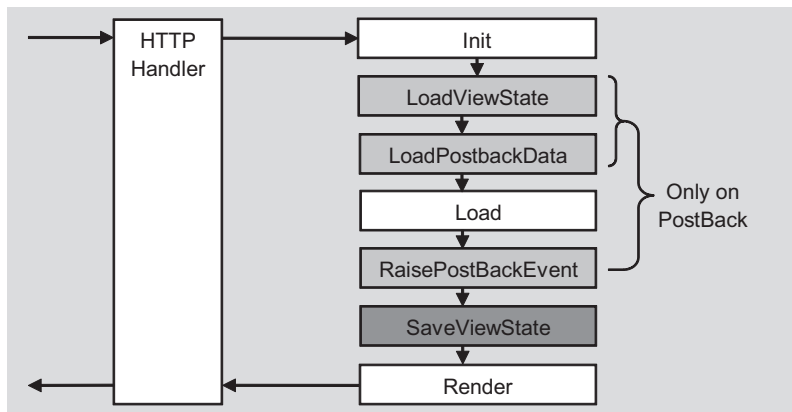 HTTP
Handler
Init
LoadViewState
LoadPostbackData
Load
RaisePostBackEvent
SaveViewState
Render
Only on
PostBack